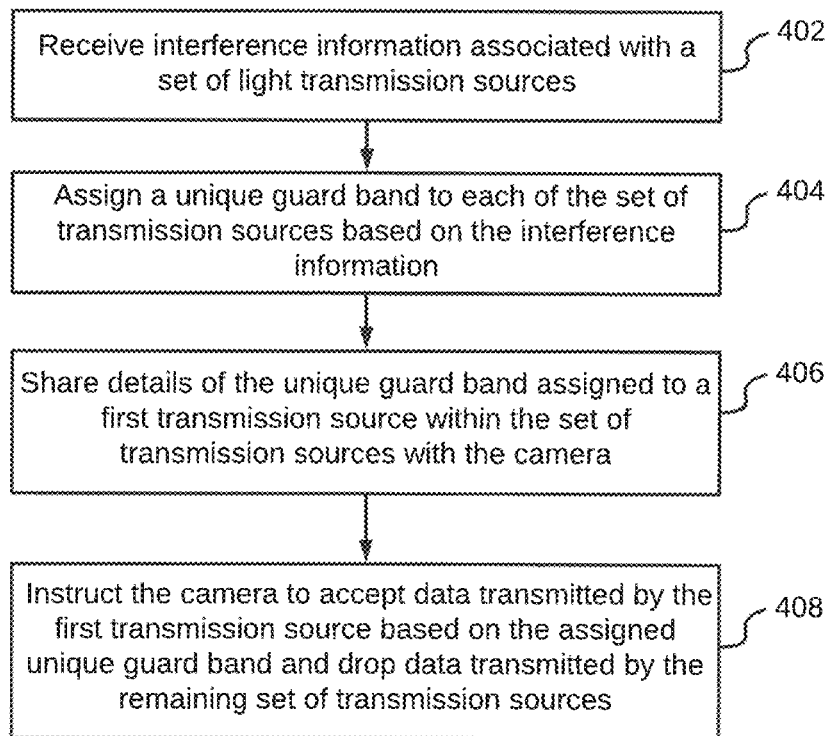 Receive interference information associated with a
set of light transmission sources
402
Assign a unique guard band to each of the set of
transmission sources based on the interference
information
404
Share details of the unique guard band assigned to a
first transmission source within the set of
transmission sources with the camera
406
Instruct the camera to accept data transmitted by the
first transmission source based on the assigned
unique guard band and drop data transmitted by the
remaining set of transmission sources
408